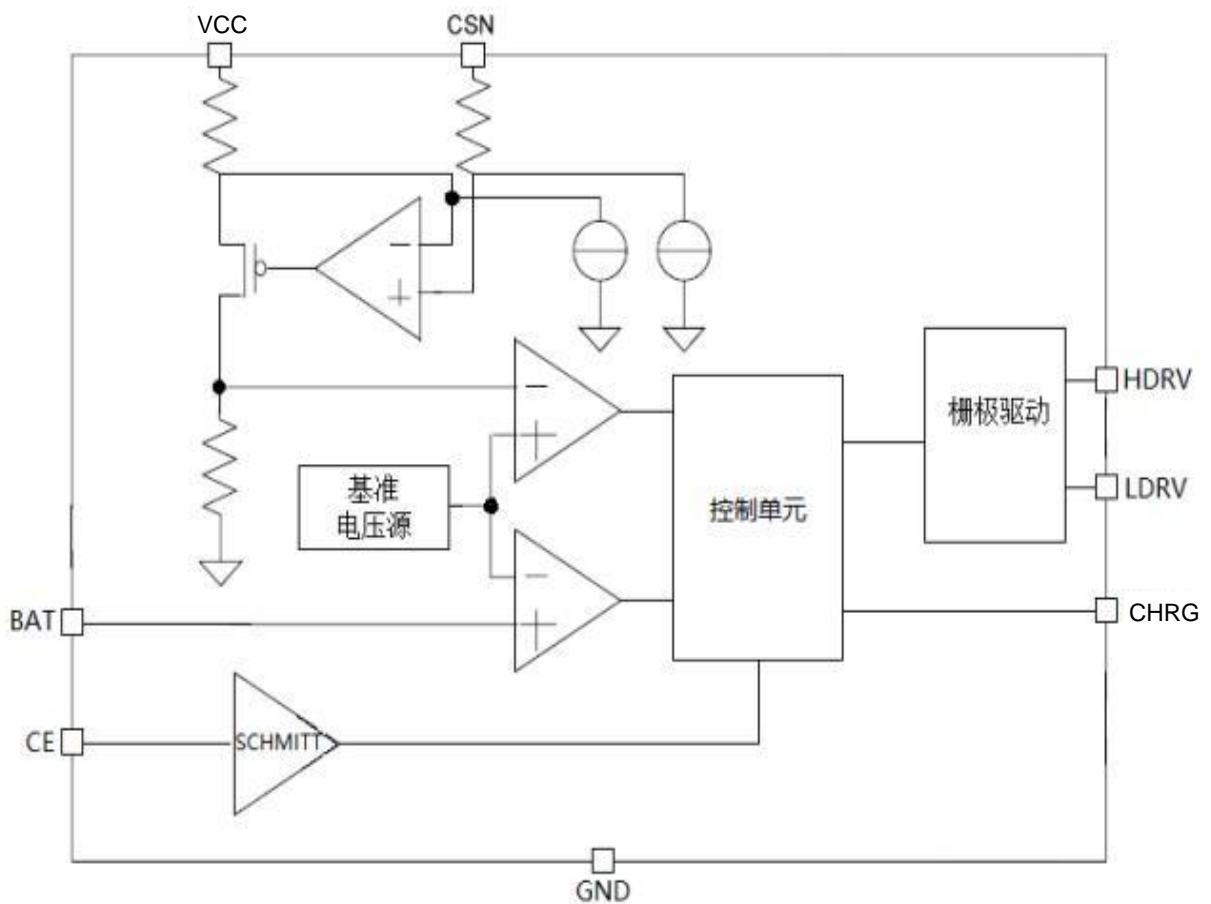 VCC
CSN
−
+
−
+
基准
电压源
−
+
控制单元
栅极驱动
HDRV
LDRV
CHRG
BAT
CE
SCHMITT
GND